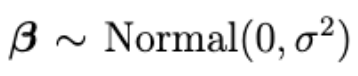 𝜷 ∼ Normal(0, σ²)